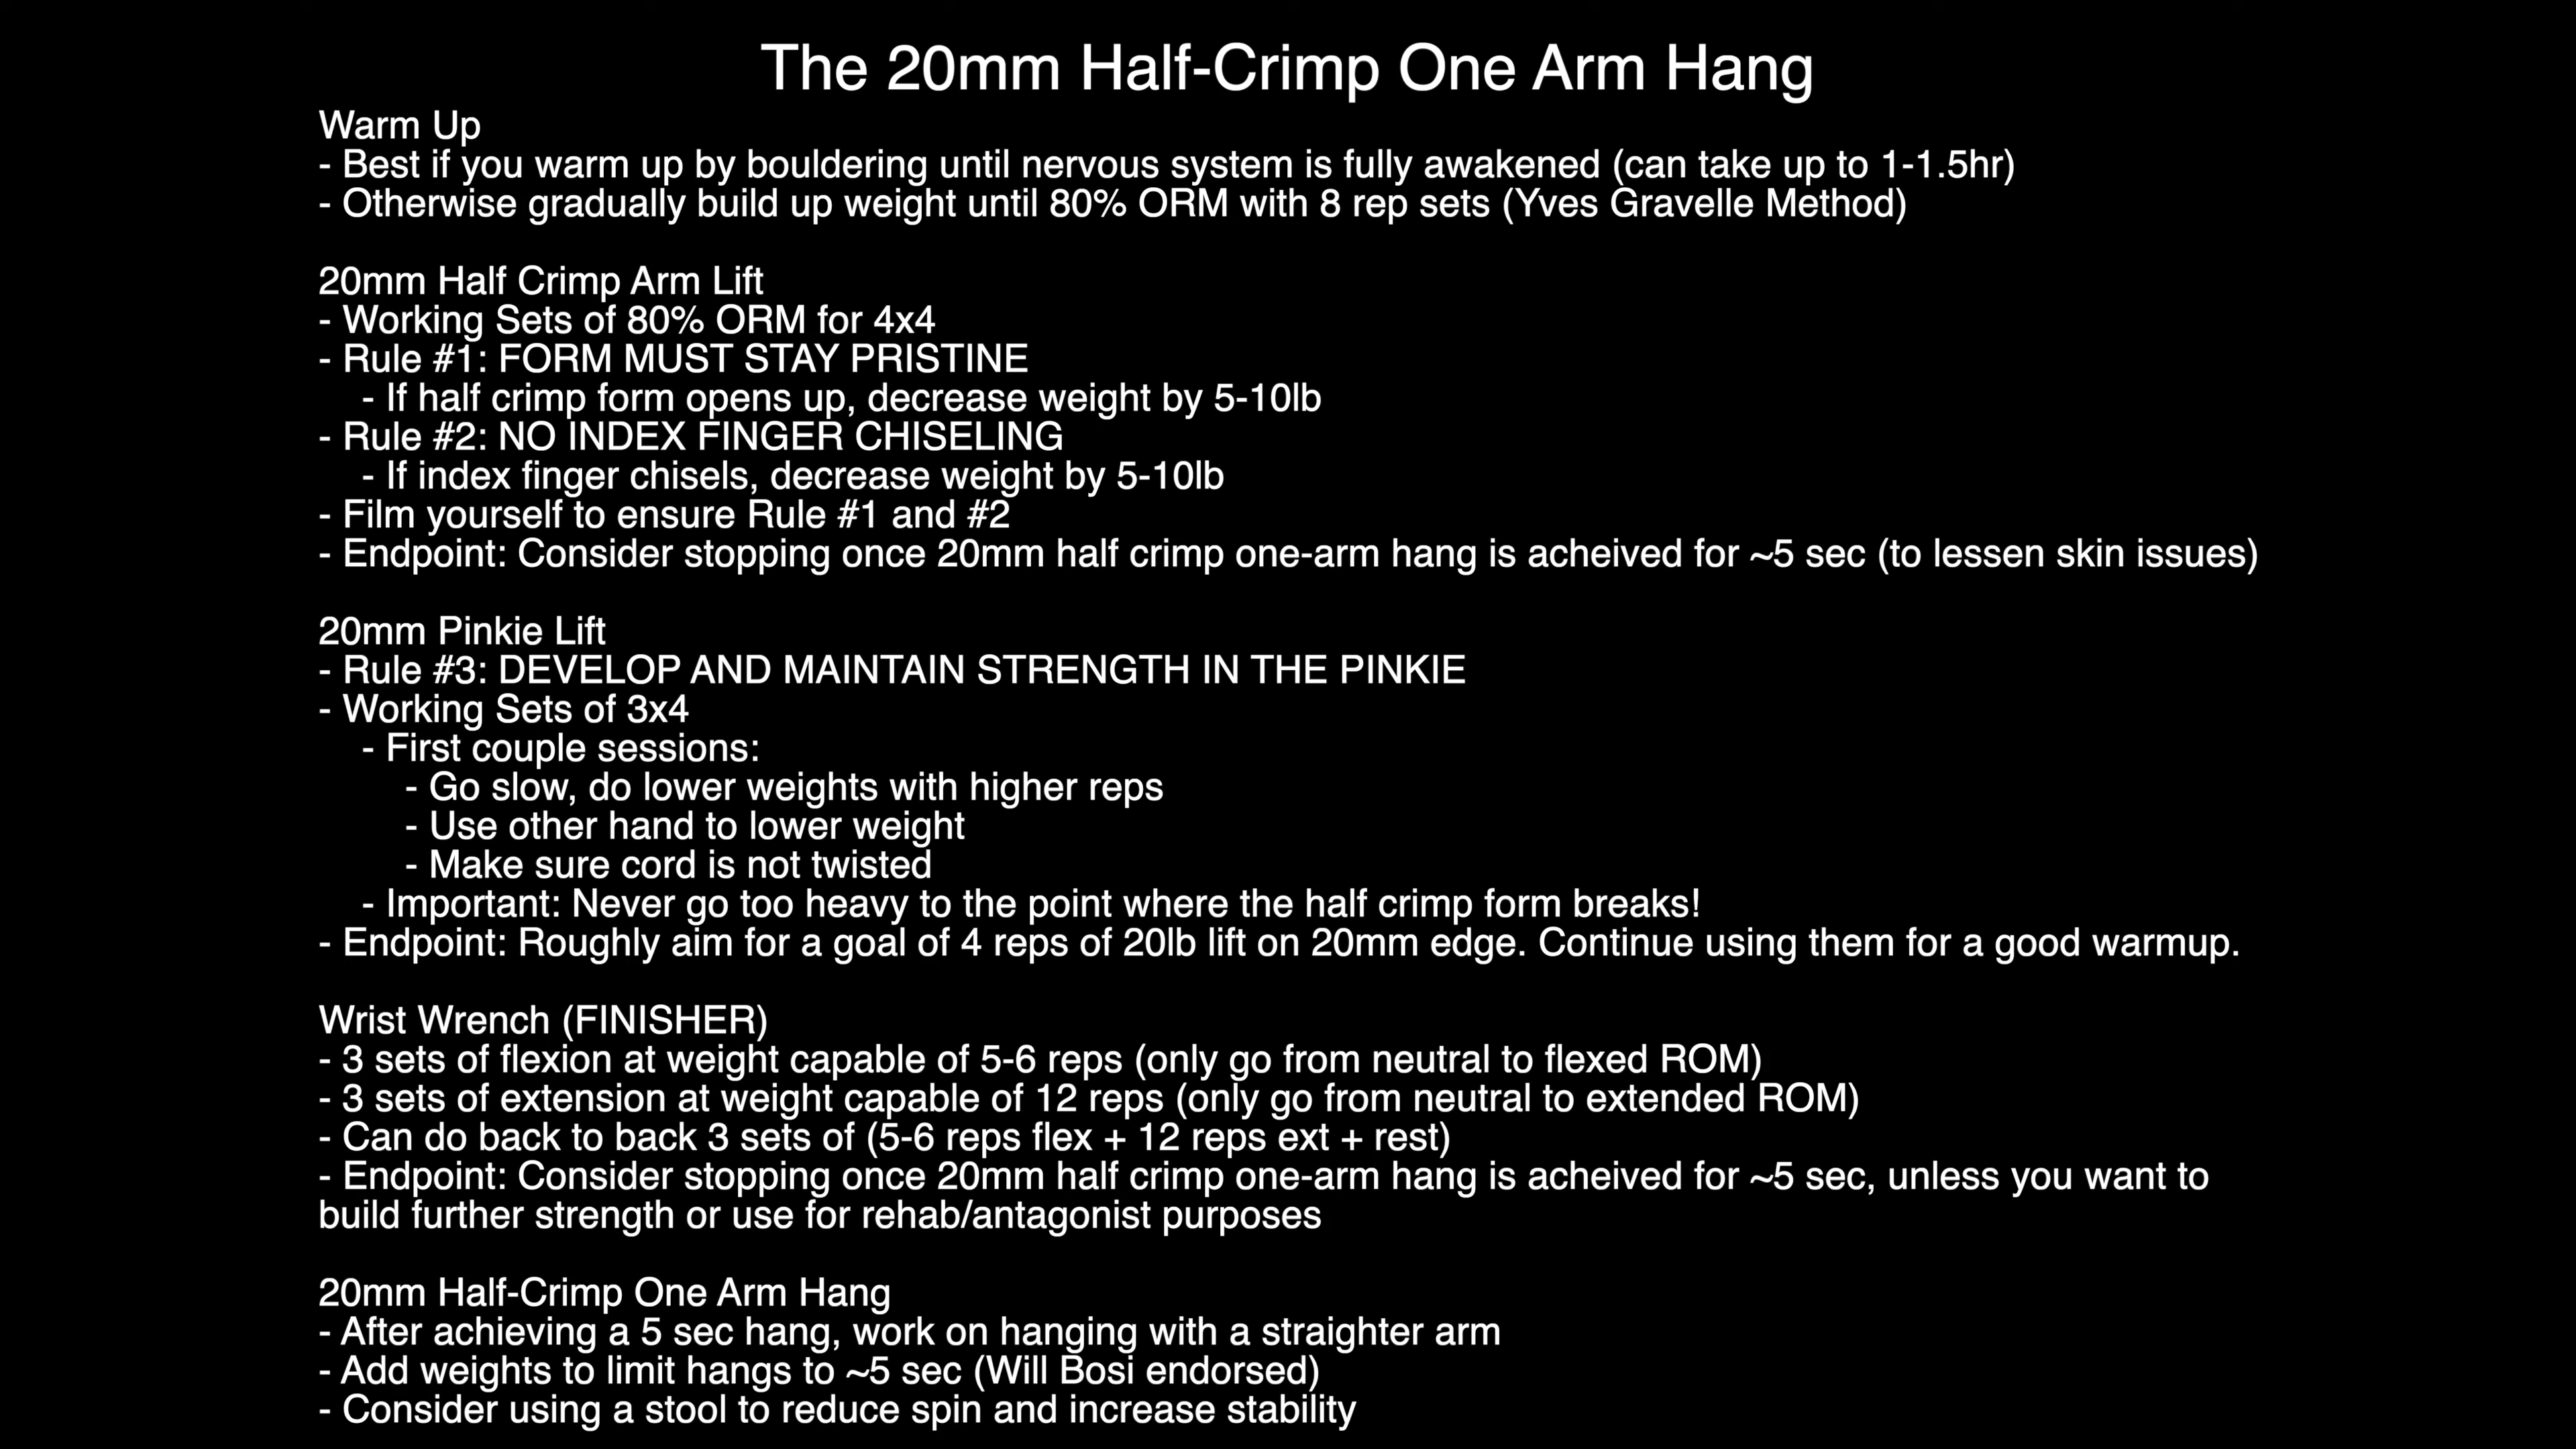 The 20mm Half-Crimp One Arm Hang
Warm Up
- Best if you warm up by bouldering until nervous system is fully awakened (can take up to 1-1.5hr)
- Otherwise gradually build up weight until 80% ORM with 8 rep sets (Yves Gravelle Method)
20mm Half Crimp Arm Lift
- Working Sets of 80% ORM for 4x4
- Rule #1: FORM MUST STAY PRISTINE
- If half crimp form opens up, decrease weight by 5-10lb
- Rule #2: NO INDEX FINGER CHISELING
- If index finger chisels, decrease weight by 5-10lb
- Film yourself to ensure Rule #1 and #2
- Endpoint: Consider stopping once 20mm half crimp one-arm hang is acheived for ~5 sec (to lessen skin issues)
20mm Pinkie Lift
- Rule #3: DEVELOP AND MAINTAIN STRENGTH IN THE PINKIE
- Working Sets of 3x4
- First couple sessions:
- Go slow, do lower weights with higher reps
- Use other hand to lower weight
- Make sure cord is not twisted
- Important: Never go too heavy to the point where the half crimp form breaks!
- Endpoint: Roughly aim for a goal of 4 reps of 20lb lift on 20mm edge. Continue using them for a good warmup.
Wrist Wrench (FINISHER)
- 3 sets of flexion at weight capable of 5-6 reps (only go from neutral to flexed ROM)
- 3 sets of extension at weight capable of 12 reps (only go from neutral to extended ROM)
- Can do back to back 3 sets of (5-6 reps flex + 12 reps ext + rest)
- Endpoint: Consider stopping once 20mm half crimp one-arm hang is acheived for ~5 sec, unless you want to
build further strength or use for rehab/antagonist purposes
20mm Half-Crimp One Arm Hang
- After achieving a 5 sec hang, work on hanging with a straighter arm
- Add weights to limit hangs to ~5 sec (Will Bosi endorsed)
- Consider using a stool to reduce spin and increase stability